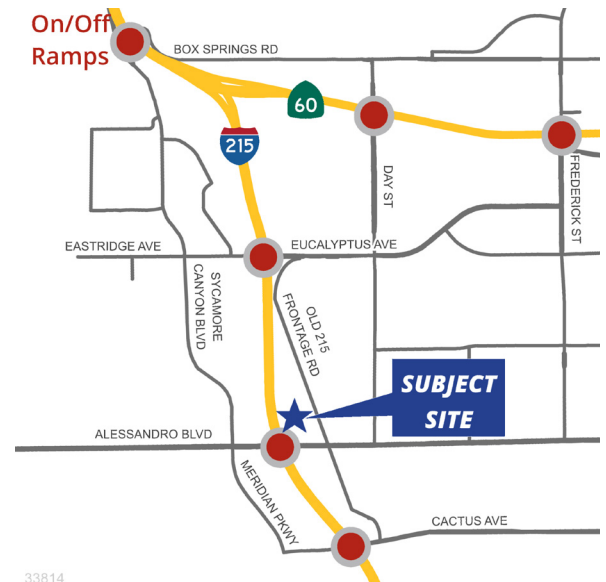 On/Off
Ramps
BOX SPRINGS RD
60
215
DAY ST
FREDERICK ST
EASTRIDGE AVE
EUCALYPTUS AVE
SYCAMORE
CANYON BLVD
OLD 215
FRONTAGE RD
SUBJECT
SITE
ALESSANDRO BLVD
MERIDIAN PKWY
CACTUS AVE
33814